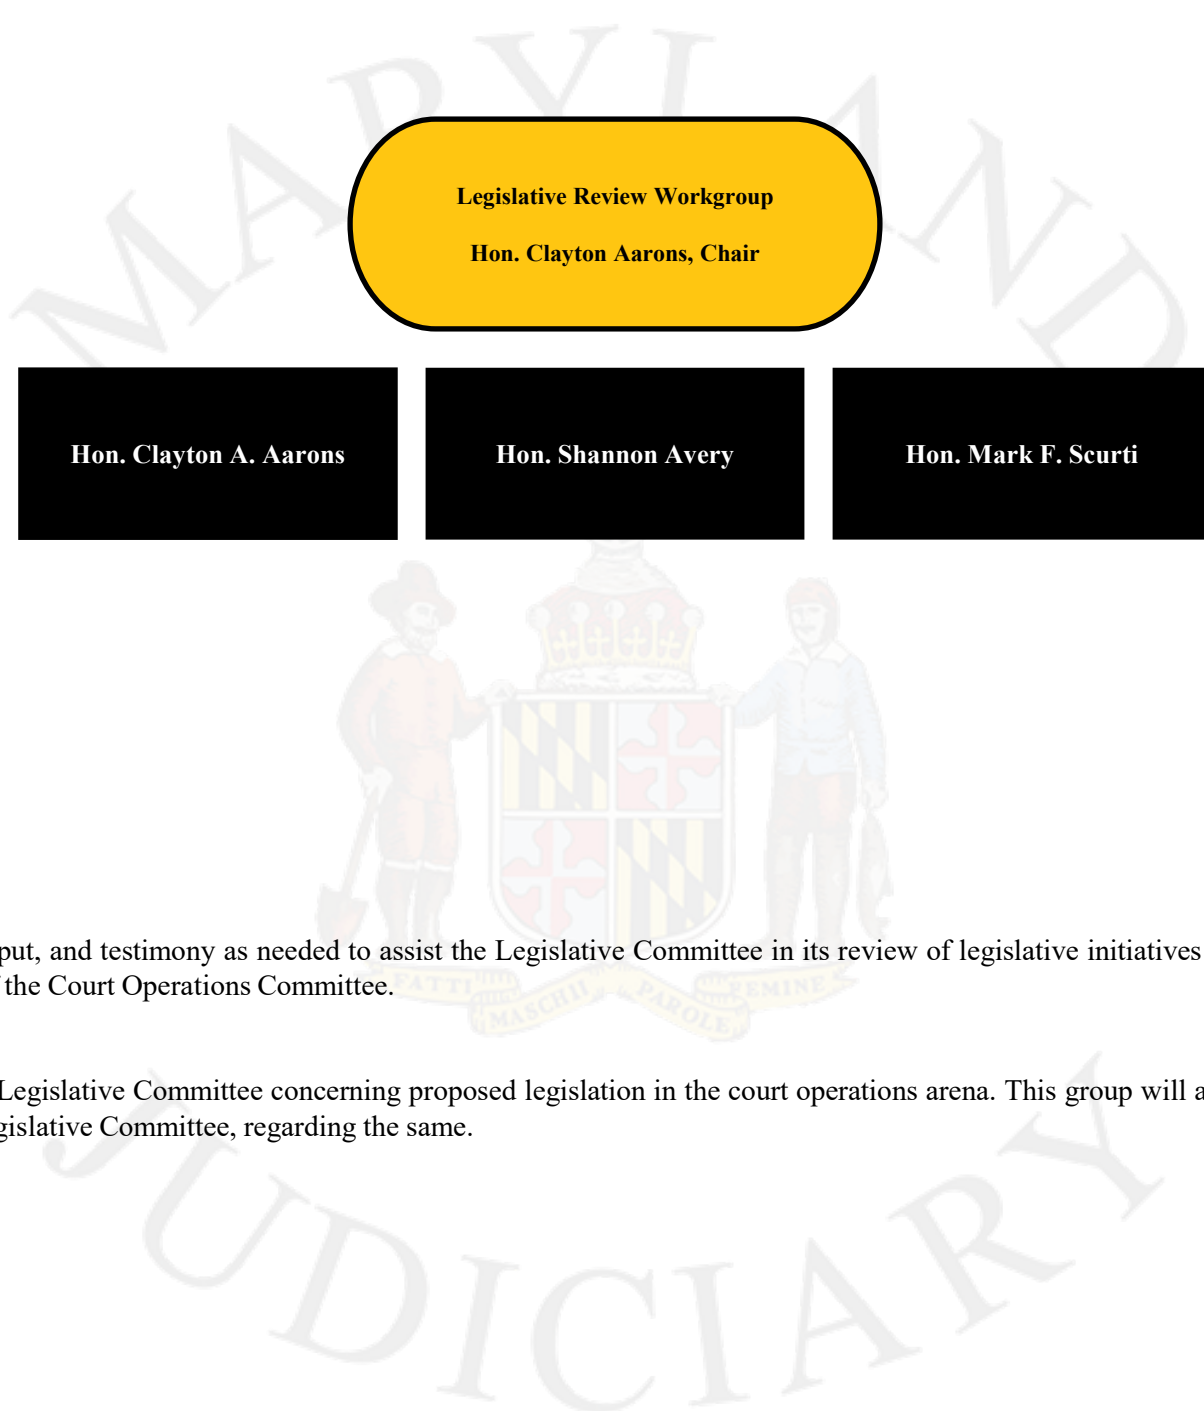 MARYLAND
Legislative Review Workgroup
Hon. Clayton Aarons, Chair
Hon. Clayton A. Aarons
Hon. Shannon Avery
Hon. Mark F. Scurti
put, and testimony as needed to assist the Legislative Committee in its review of legislative initiatives
the Court Operations Committee.
FATTI MASCHII PAROLE FEMINE
Legislative Committee concerning proposed legislation in the court operations arena. This group will a
gislative Committee, regarding the same.
JUDICIARY